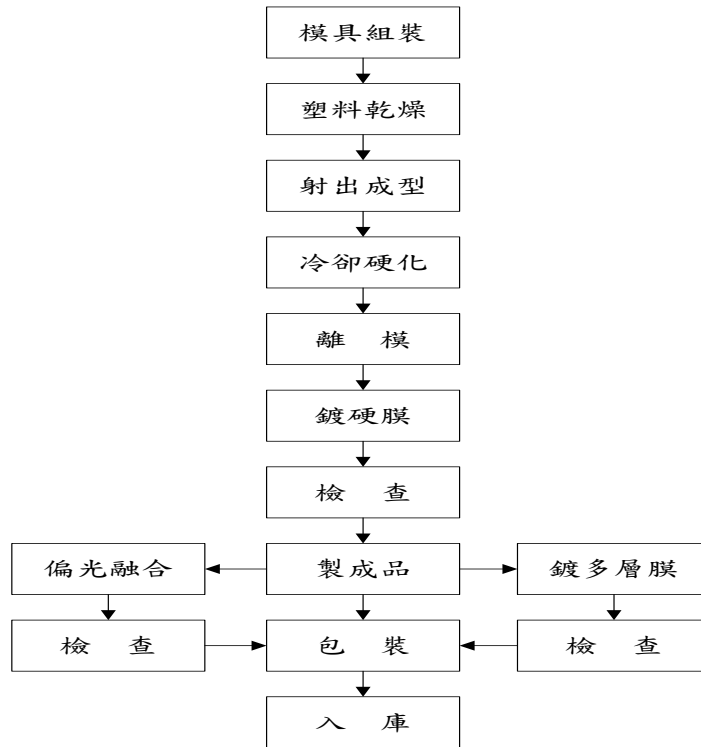 模具組裝
塑料乾燥
射出成型
冷卻硬化
離 模
鍍硬膜
檢 查
偏光融合 製成品 鍍多層膜
檢 查 包 裝 檢 查
入 庫